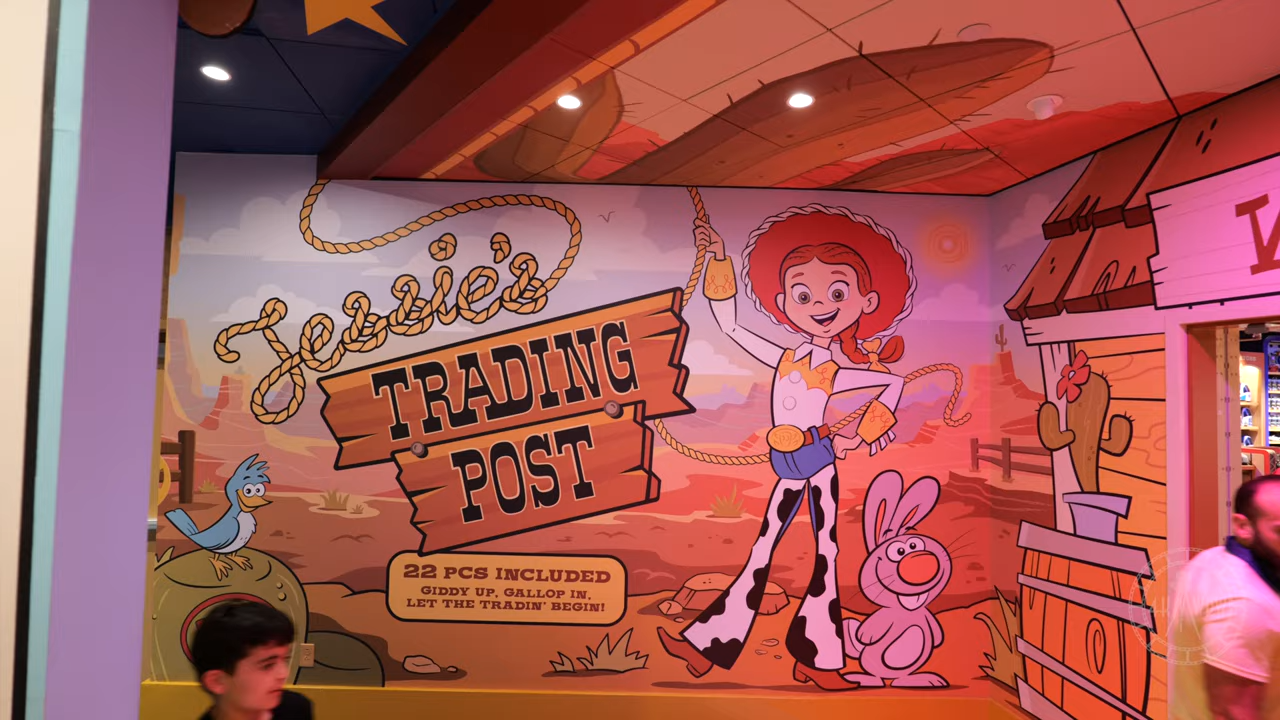 Jessie's
TRADING
POST
22 PCS INCLUDED
GIDDY UP, GALLOP IN,
LET THE TRADIN' BEGIN!